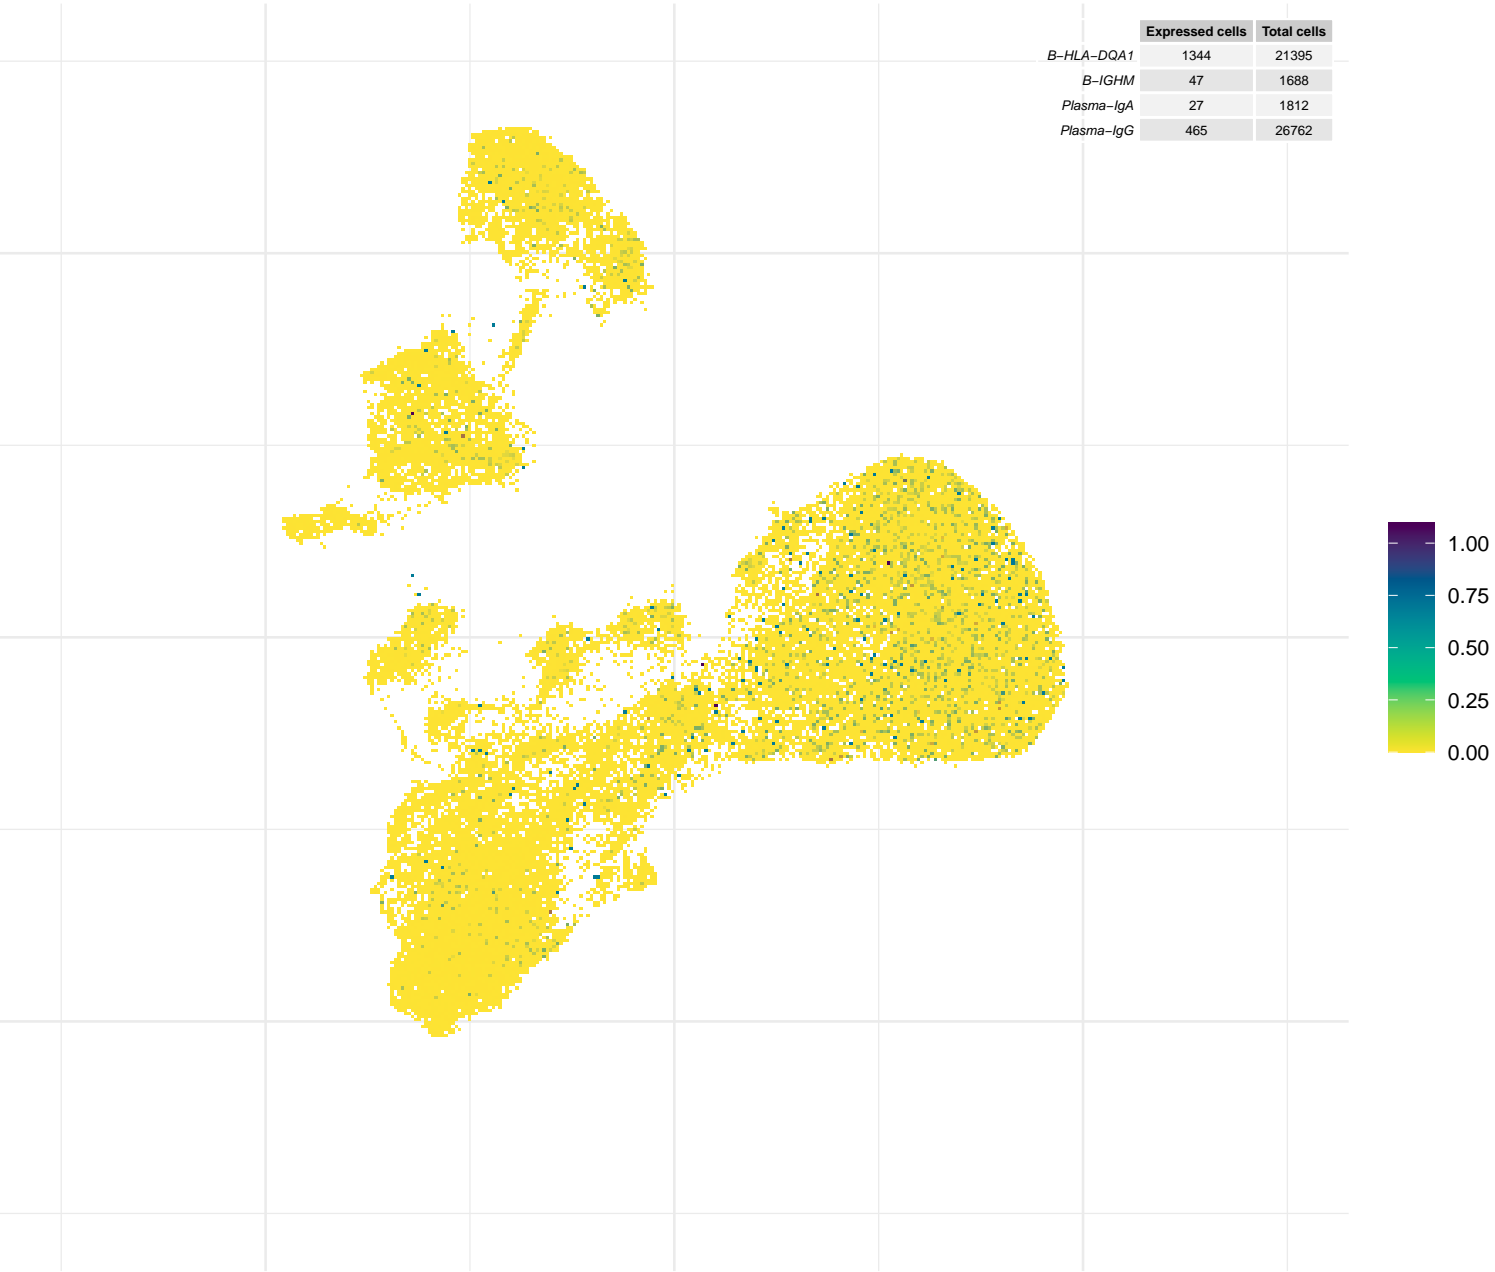 Expressed cells Total cells
B−HLA−DQA1 1344 21395
B−IGHM 47 1688
Plasma−IgA 27 1812
Plasma−IgG 465 26762
1.00
0.75
0.50
0.25
0.00